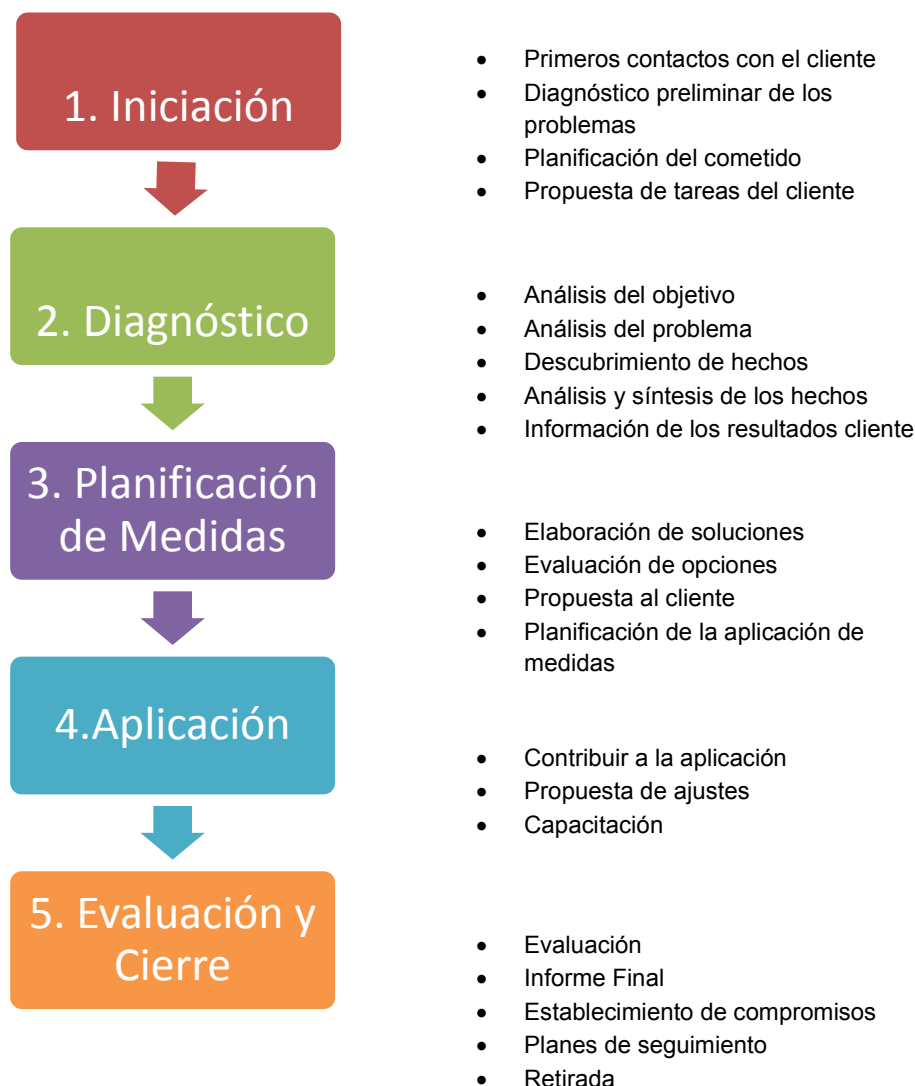 1. Iniciación
• Primeros contactos con el cliente
• Diagnóstico preliminar de los
problemas
• Planificación del cometido
• Propuesta de tareas del cliente
2. Diagnóstico
• Análisis del objetivo
• Análisis del problema
• Descubrimiento de hechos
• Análisis y síntesis de los hechos
• Información de los resultados cliente
3. Planificación
de Medidas
• Elaboración de soluciones
• Evaluación de opciones
• Propuesta al cliente
• Planificación de la aplicación de
medidas
4.Aplicación
• Contribuir a la aplicación
• Propuesta de ajustes
• Capacitación
5. Evaluación y
Cierre
• Evaluación
• Informe Final
• Establecimiento de compromisos
• Planes de seguimiento
• Retirada